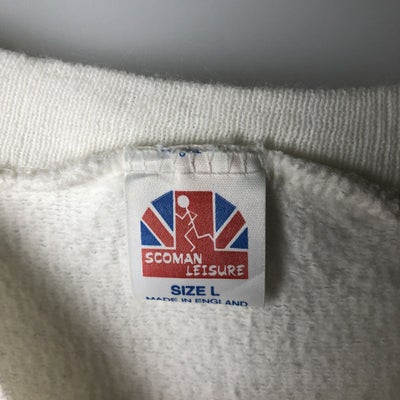 SCOMAN
LEISURE
SIZE L
MADE IN ENGLAND